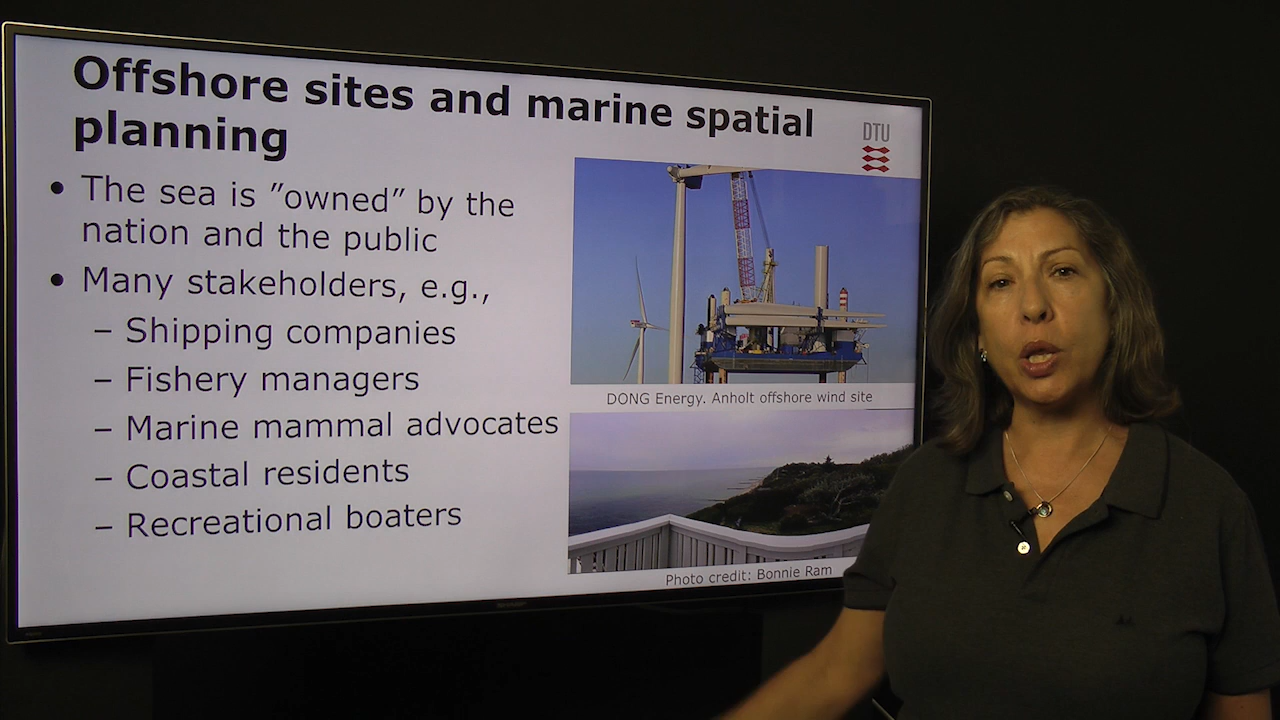 Offshore sites and marine spatial
planning
DTU
• The sea is ”owned” by the
nation and the public
• Many stakeholders, e.g.,
– Shipping companies
– Fishery managers
– Marine mammal advocates
– Coastal residents
– Recreational boaters
DONG Energy. Anholt offshore wind site
Photo credit: Bonnie Ram
SHARP